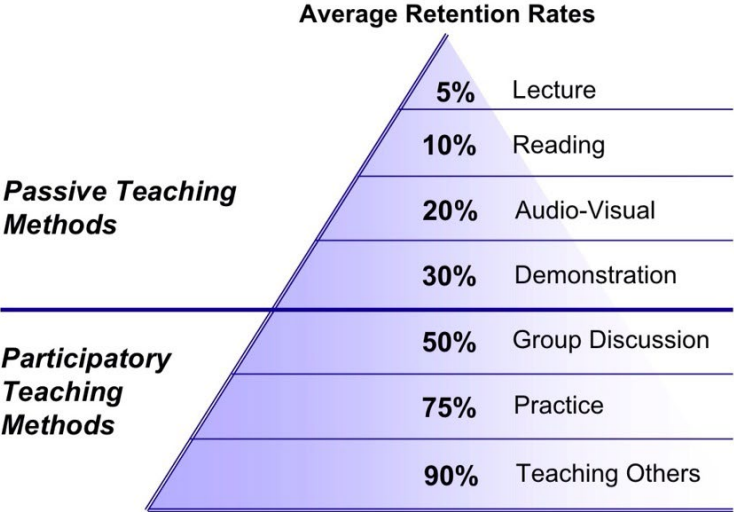 Average Retention Rates
5% Lecture
10% Reading
Passive Teaching
Methods
20% Audio-Visual
30% Demonstration
50% Group Discussion
Participatory
Teaching
Methods
75% Practice
90% Teaching Others